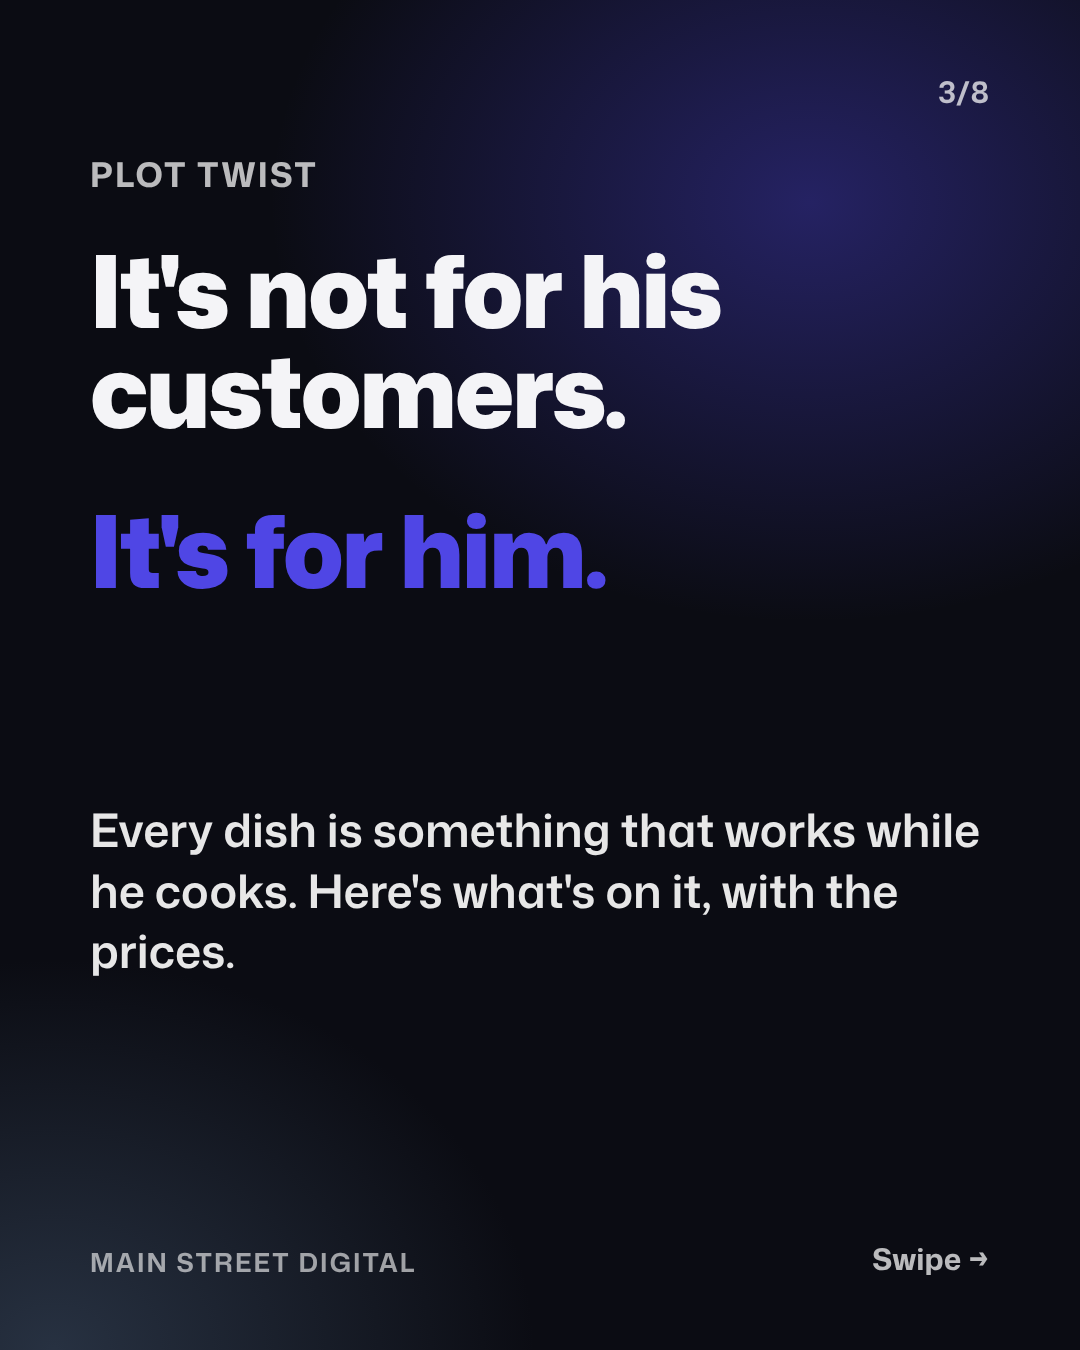 3/8
PLOT TWIST
It's not for his
customers.
It's for him.
Every dish is something that works while
he cooks. Here's what's on it, with the
prices.
MAIN STREET DIGITAL
Swipe →